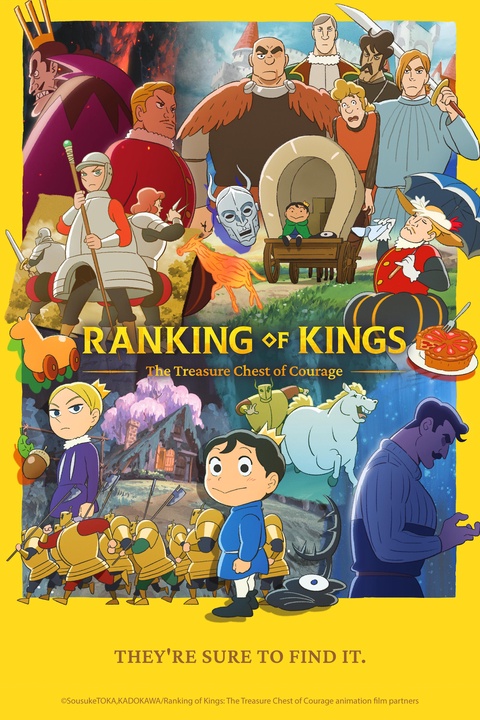 RANKING OF KINGS
The Treasure Chest of Courage
THEY'RE SURE TO FIND IT.
©SousukeTOKA,KADOKAWA/Ranking of Kings: The Treasure Chest of Courage animation film partners